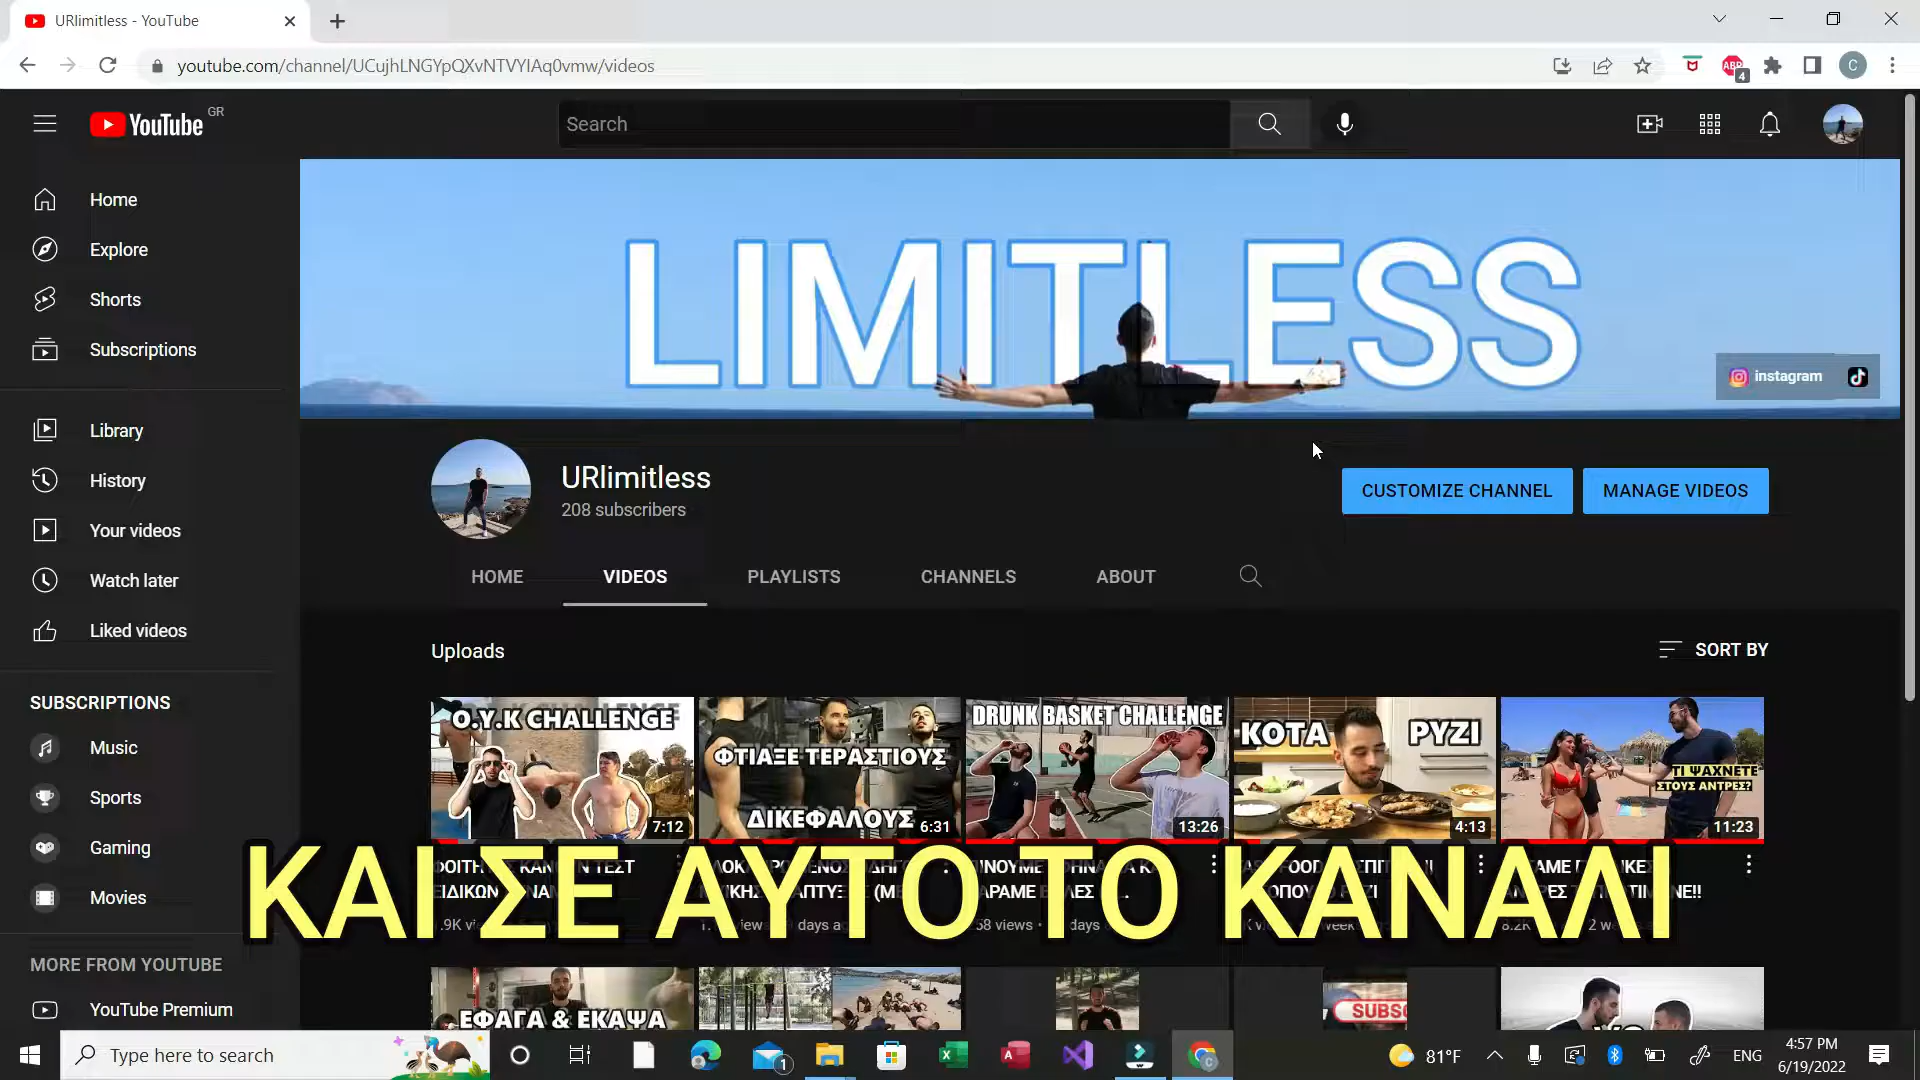 URlimitless - YouTube
youtube.com/channel/UCujhLNGYpQXvNTVYIAq0vmw/videos
ABP
4
C
YouTube GR
Search
Home
Explore
Shorts
Subscriptions
Library
History
Your videos
Watch later
Liked videos
SUBSCRIPTIONS
Music
Sports
Gaming
Movies
MORE FROM YOUTUBE
YouTube Premium
LIMITLESS
instagram
URlimitless
208 subscribers
CUSTOMIZE CHANNEL
MANAGE VIDEOS
HOME
VIDEOS
PLAYLISTS
CHANNELS
ABOUT
Uploads
SORT BY
O.Y.K CHALLENGE
7:12
ΦΤΙΑΞΕ ΤΕΡΑΣΤΙΟΥΣ
ΔΙΚΕΦΑΛΟΥΣ
6:31
DRUNK BASKET CHALLENGE
13:26
ΚΟΤΑ ΡΥΖΙ
4:13
ΤΙ ΨΑΧΝΕΤΕ
ΣΤΟΥΣ ΑΝΤΡΕΣ?
11:23
ΚΑΙ ΣΕ ΑΥΤΟ ΤΟ ΚΑΝΑΛΙ
ΕΦΑΓΑ & ΕΚΑΨΑ
Type here to search
1
81°F
ENG
4:57 PM
6/19/2022